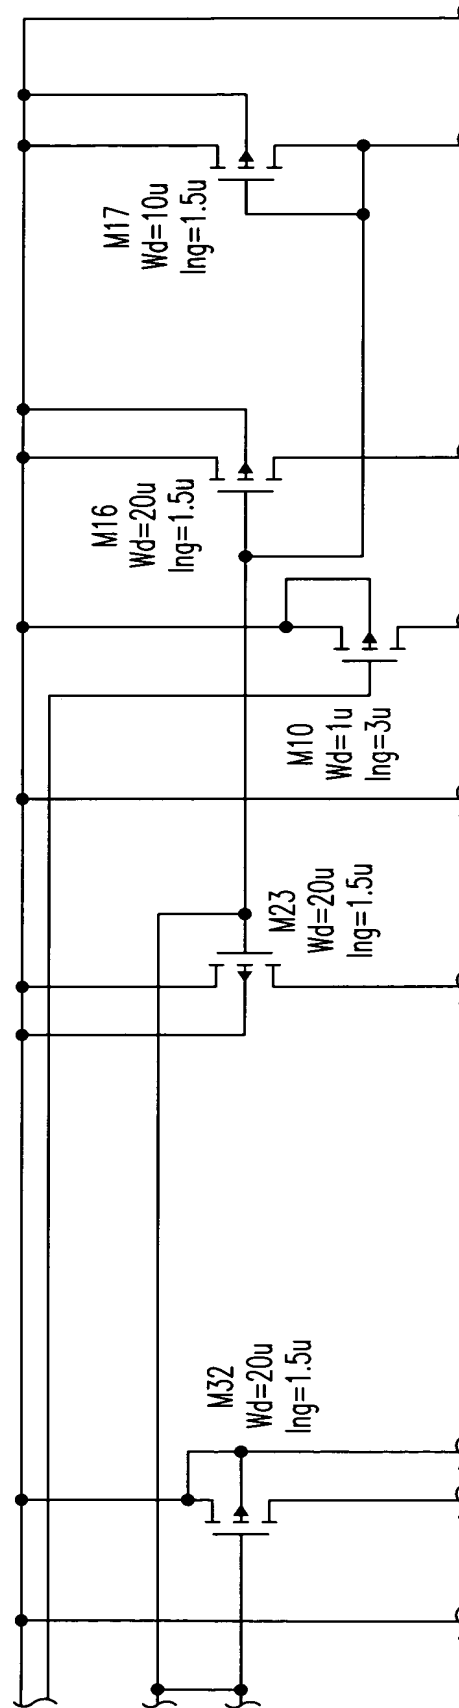 M17
Wd=10u
lng=1.5u
M16
Wd=20u
lng=1.5u
M10
Wd=1u
lng=3u
M23
Wd=20u
lng=1.5u
M32
Wd=20u
lng=1.5u